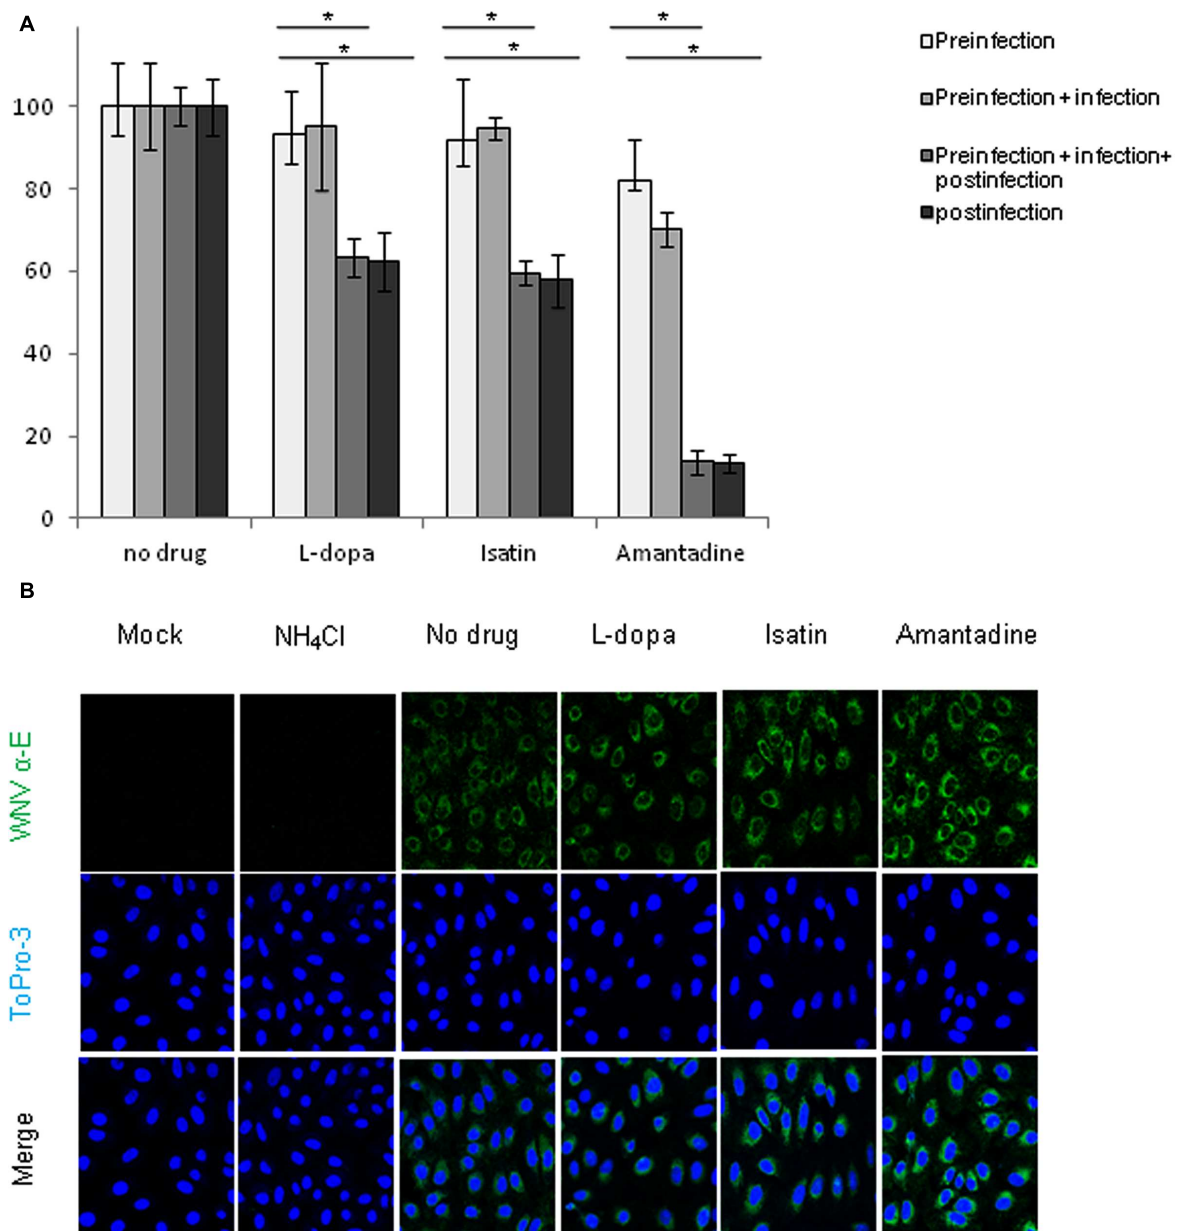 A
* * *
* * *
100
80
60
40
20
0
no drug L-dopa Isatin Amantadine
Preinfection
Preinfection + infection
Preinfection + infection+
postinfection
postinfection
B
Mock NH₄Cl No drug L-dopa Isatin Amantadine
WNV α-E
ToPro-3
Merge